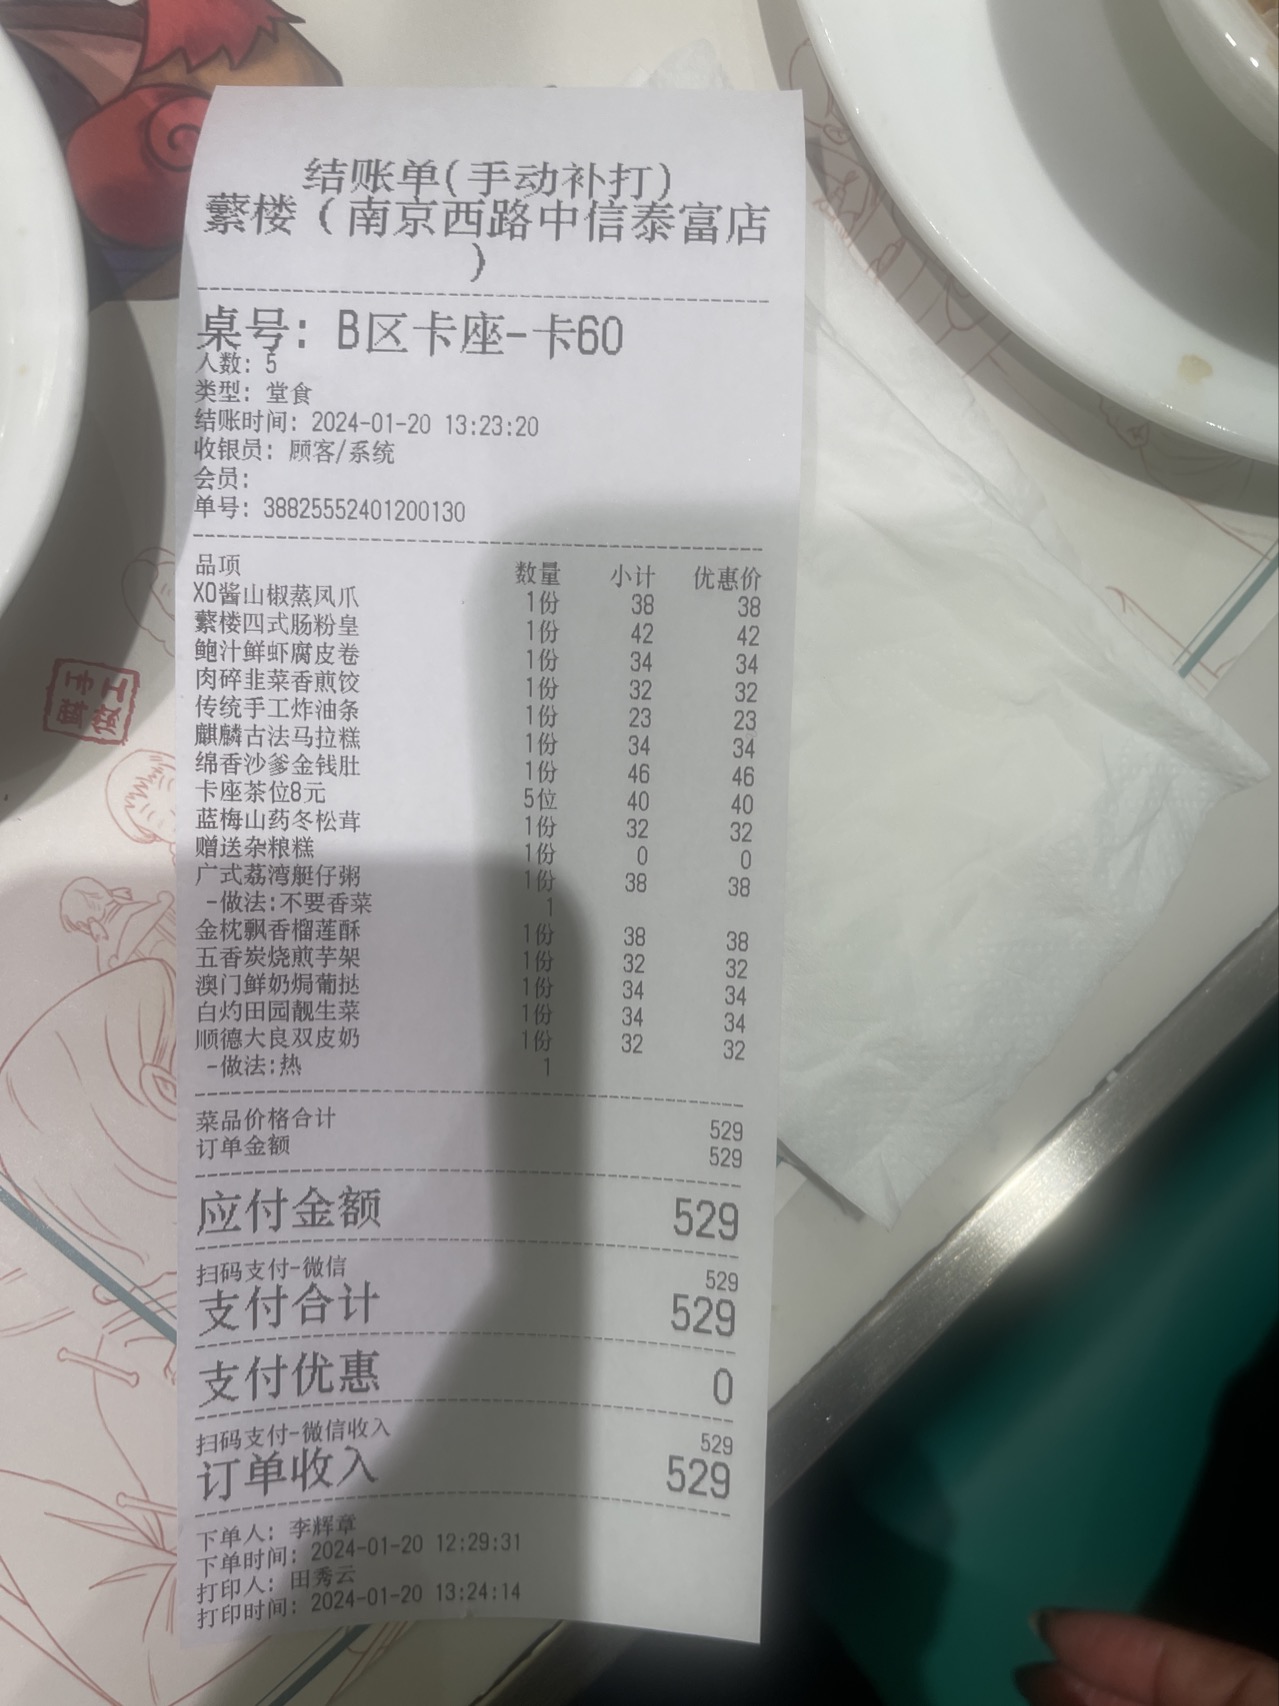 结账单(手动补打)
蘩楼（南京西路中信泰富店
）
桌号: B区卡座-卡60
人数: 5
类型: 堂食
结账时间: 2024-01-20 13:23:20
收银员: 顾客/系统
会员:
单号: 38825552401200130
品项 数量 小计 优惠价
XO酱山椒蒸凤爪 1份 38 38
蘩楼四式肠粉皇 1份 42 42
鲍汁鲜虾腐皮卷 1份 34 34
肉碎韭菜香煎饺 1份 32 32
传统手工炸油条 1份 23 23
麒麟古法马拉糕 1份 34 34
绵香沙爹金钱肚 1份 46 46
卡座茶位8元 5位 40 40
蓝梅山药冬松茸 1份 32 32
赠送杂粮糕 1份 0 0
广式荔湾艇仔粥 1份 38 38
-做法:不要香菜 1
金枕飘香榴莲酥 1份 38 38
五香炭烧煎芋架 1份 32 32
澳门鲜奶焗葡挞 1份 34 34
白灼田园靓生菜 1份 34 34
顺德大良双皮奶 1份 32 32
-做法:热 1
菜品价格合计 529
订单金额 529
应付金额 529
扫码支付-微信 529
支付合计 529
支付优惠 0
扫码支付-微信收入 529
订单收入 529
下单人: 李辉章
下单时间: 2024-01-20 12:29:31
打印人: 田秀云
打印时间: 2024-01-20 13:24:14